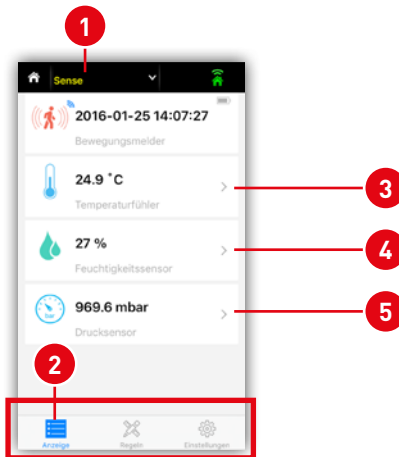 1
Sense
2016-01-25 14:07:27
Bewegungsmelder
24.9 °C
Temperaturfühler
3
27 %
Feuchtigkeitssensor
4
969.6 mbar
Drucksensor
5
bar
2
Anzeige Regeln Einstellungen